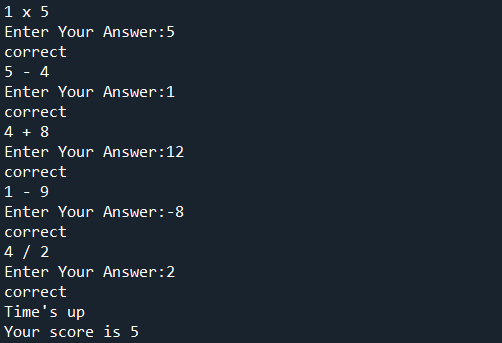 1 x 5
Enter Your Answer:5
correct
5 - 4
Enter Your Answer:1
correct
4 + 8
Enter Your Answer:12
correct
1 - 9
Enter Your Answer:-8
correct
4 / 2
Enter Your Answer:2
correct
Time's up
Your score is 5